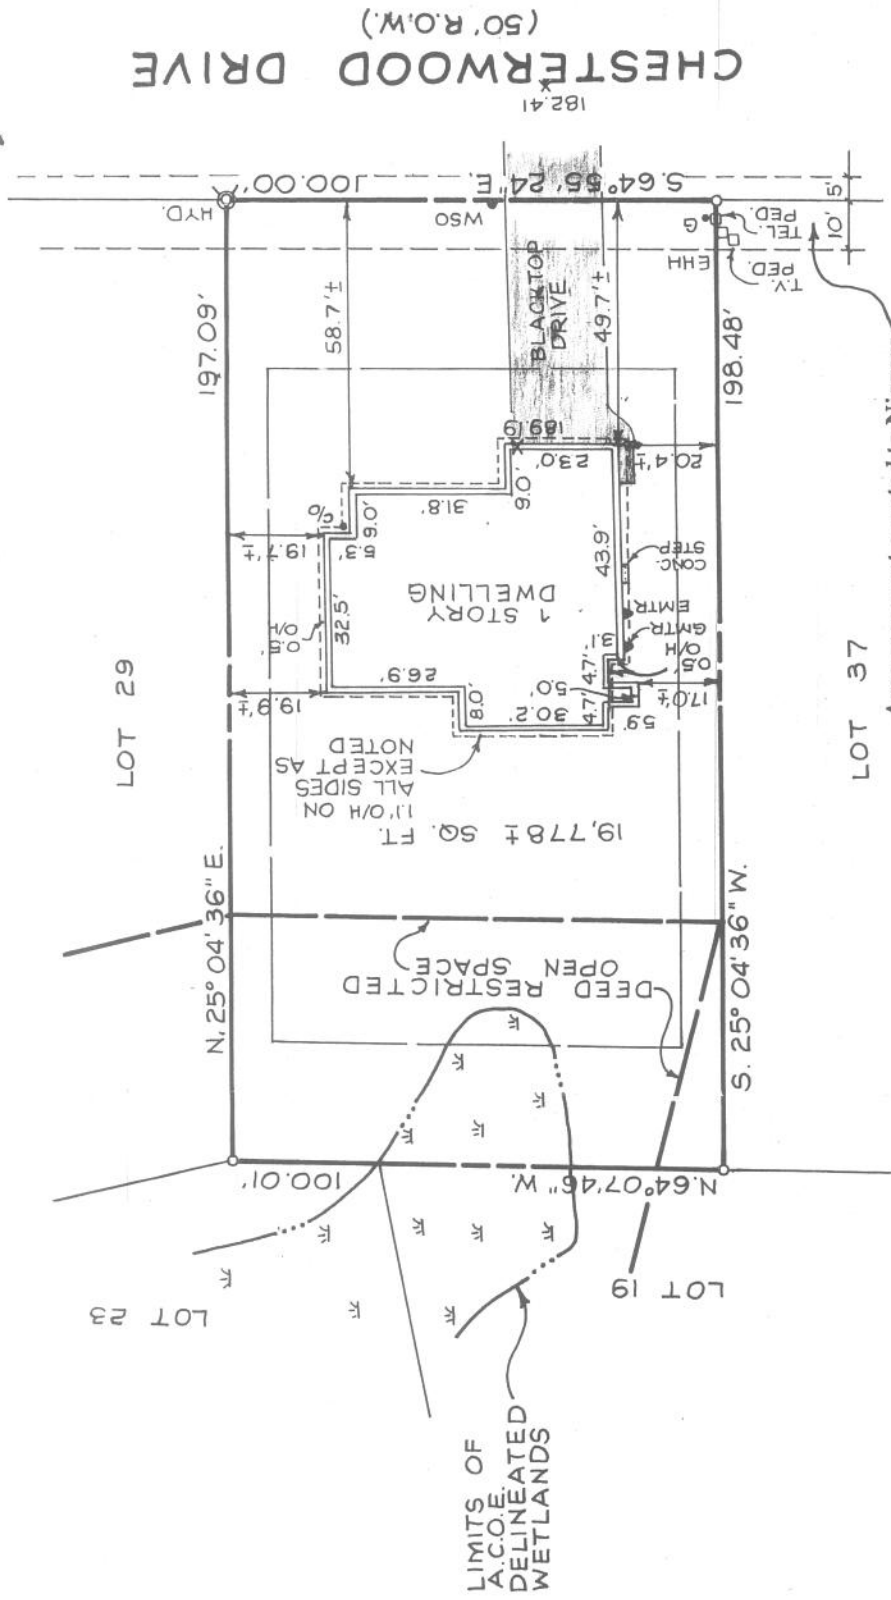 CHESTERWOOD DRIVE
(50' R.O.W.)
182.41
HYD.
100.00'
S. 64° 55' 24" E.
WSO
5'
10'
G
TEL.
PED.
T.V.
PED.
EHH
197.09'
198.48'
58.7'±
BLACKTOP
DRIVE
49.7'±
189.19
23.0'
20.4'±
9.0'
31.8'
C/O
9.0'
5.3'
19.7'±
43.9'
CONC.
STEP
EMTR
GMTR
1 STORY
DWELLING
32.5'
0.5'
O/H
26.9'
19.9'±
8.0'
30.2'
3.1'
4.7'
0.5'
O/H
5.0'
4.7'
5.9'
17.0'±
LOT 29
LOT 37
1.1' O/H ON
ALL SIDES
EXCEPT AS
NOTED
19,778± SQ. FT.
N. 25° 04' 36" E.
S. 25° 04' 36" W.
DEED RESTRICTED
OPEN SPACE
100.01'
N. 64° 07' 46" W.
LOT 23
LOT 19
LIMITS OF
A.C.O.E.
DELINEATED
WETLANDS